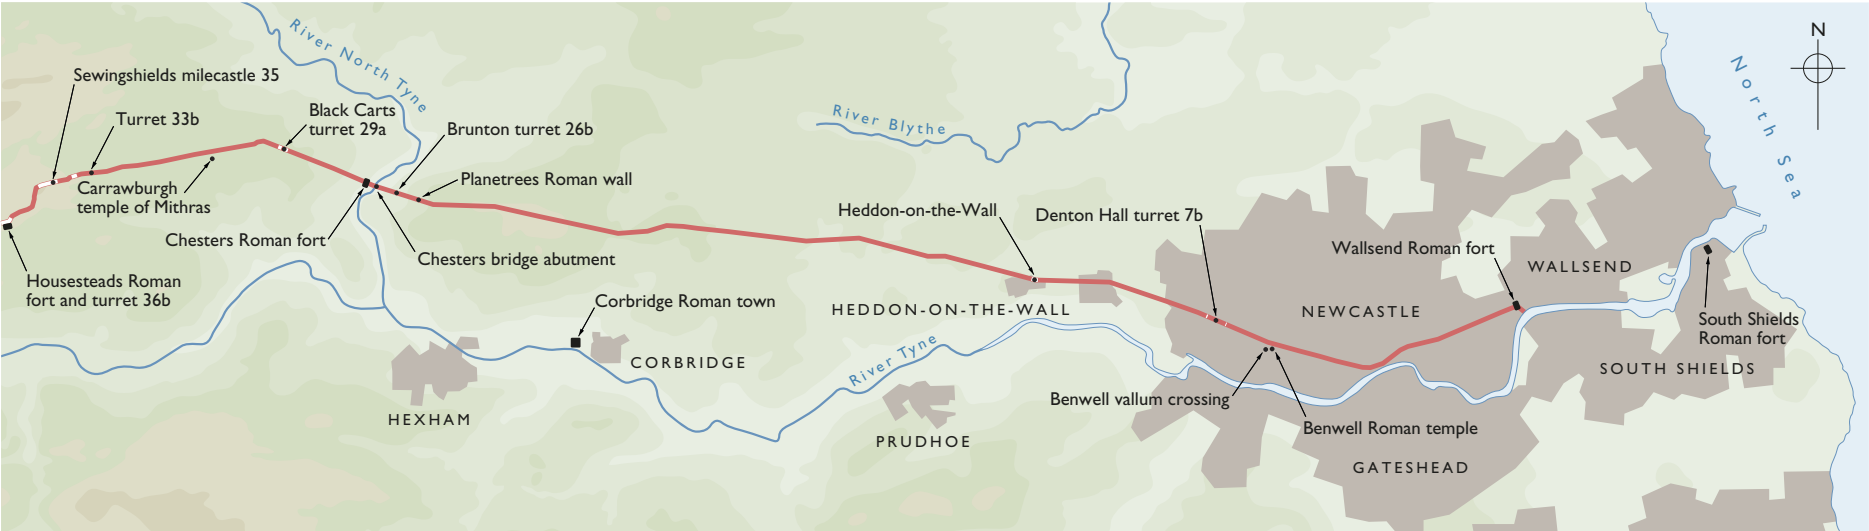 River North Tyne
Sewingshields milecastle 35
Turret 33b
Black Carts
turret 29a
Brunton turret 26b
River Blythe
North Sea
N
Carrawburgh
temple of Mithras
Planetrees Roman wall
Chesters Roman fort
Chesters bridge abutment
Housesteads Roman
fort and turret 36b
Heddon-on-the-Wall
Denton Hall turret 7b
Wallsend Roman fort
WALLSEND
Corbridge Roman town
HEDDON-ON-THE-WALL
NEWCASTLE
South Shields
Roman fort
CORBRIDGE
River Tyne
SOUTH SHIELDS
Benwell vallum crossing
HEXHAM
PRUDHOE
Benwell Roman temple
GATESHEAD